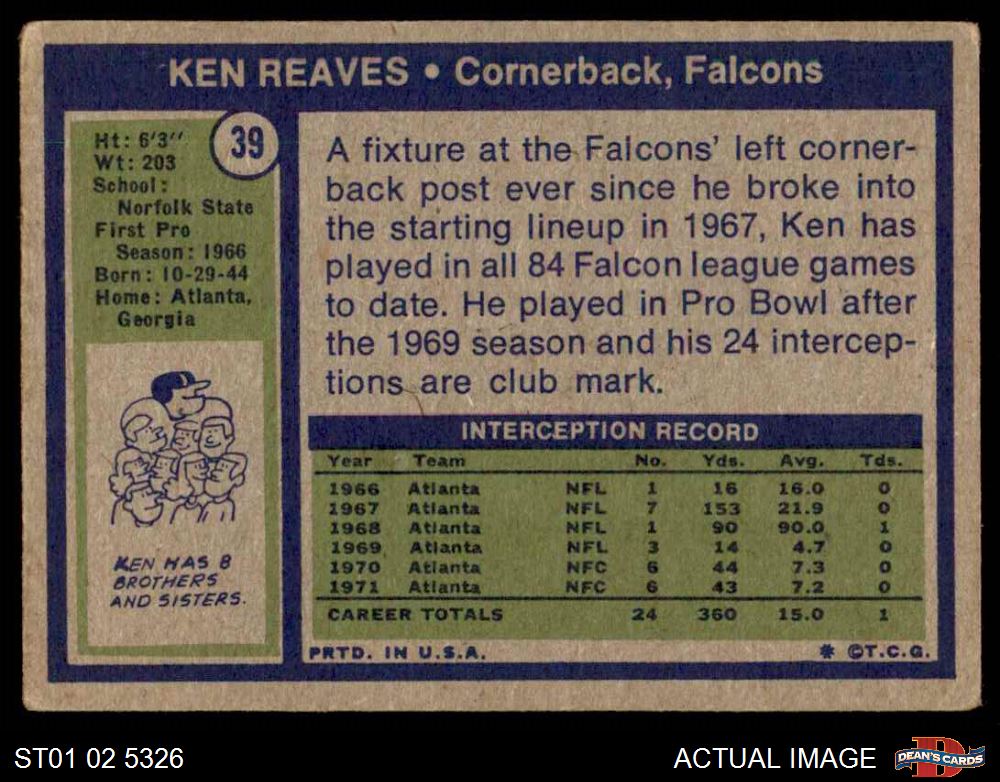 KEN REAVES • Cornerback, Falcons
39
Ht: 6'3''
Wt: 203
School:
Norfolk State
First Pro
Season: 1966
Born: 10-29-44
Home: Atlanta,
Georgia
KEN HAS 8
BROTHERS
AND SISTERS.
A fixture at the Falcons' left corner-
back post ever since he broke into
the starting lineup in 1967, Ken has
played in all 84 Falcon league games
to date. He played in Pro Bowl after
the 1969 season and his 24 intercep-
tions are club mark.
INTERCEPTION RECORD
Year Team No. Yds. Avg. Tds.
1966 Atlanta NFL 1 16 16.0 0
1967 Atlanta NFL 7 153 21.9 0
1968 Atlanta NFL 1 90 90.0 1
1969 Atlanta NFL 3 14 4.7 0
1970 Atlanta NFC 6 44 7.3 0
1971 Atlanta NFC 6 43 7.2 0
CAREER TOTALS 24 360 15.0 1
PRTD. IN U.S.A. * ©T.C.G.
ST01 02 5326 ACTUAL IMAGE D DEAN'S CARDS